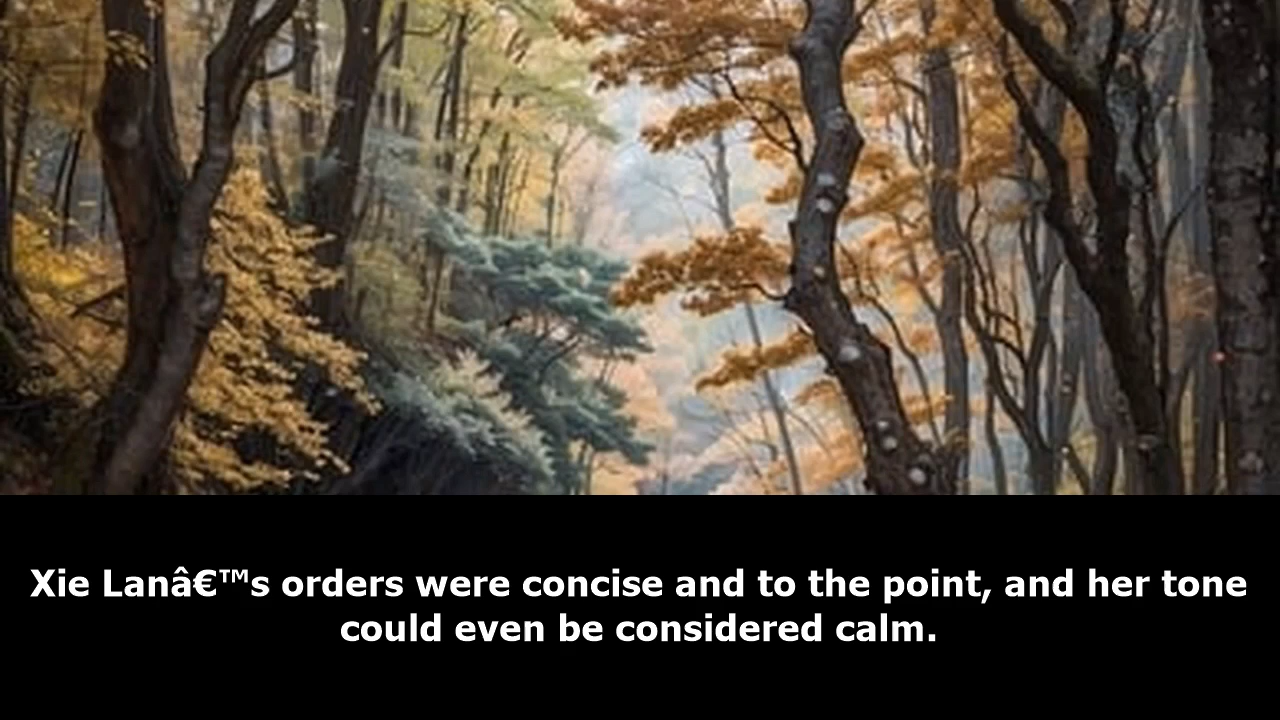 Xie Lanâ€™s orders were concise and to the point, and her tone
could even be considered calm.